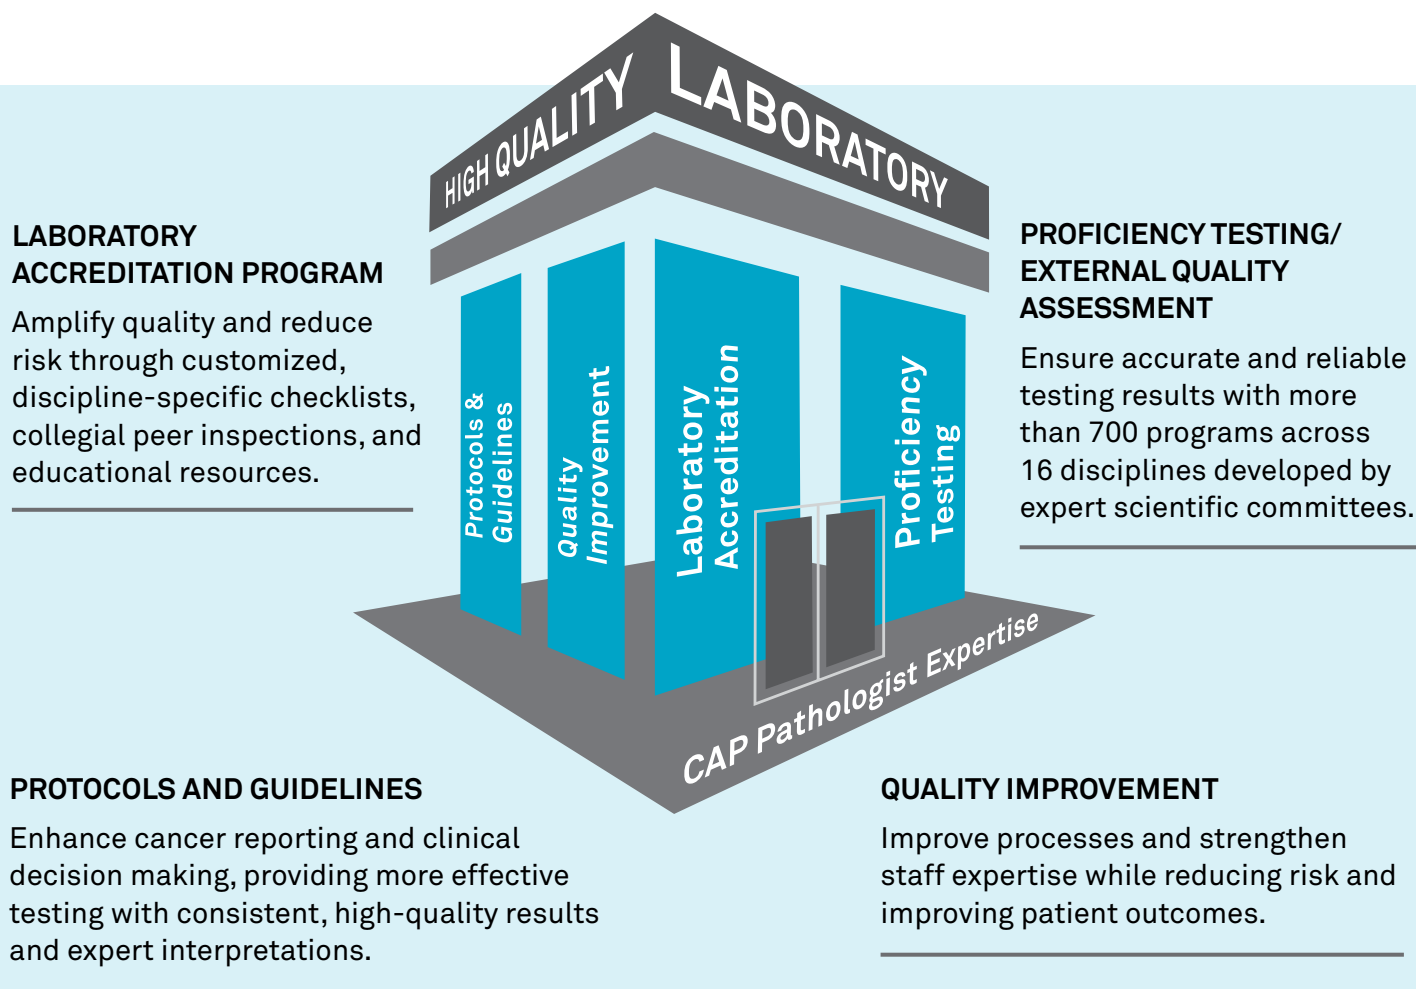 HIGH QUALITY LABORATORY
LABORATORY
ACCREDITATION PROGRAM
Amplify quality and reduce
risk through customized,
discipline-specific checklists,
collegial peer inspections, and
educational resources.
Protocols &
Guidelines
Quality
Improvement
Laboratory
Accreditation
Proficiency
Testing
CAP Pathologist Expertise
PROFICIENCY TESTING/
EXTERNAL QUALITY
ASSESSMENT
Ensure accurate and reliable
testing results with more
than 700 programs across
16 disciplines developed by
expert scientific committees.
PROTOCOLS AND GUIDELINES
Enhance cancer reporting and clinical
decision making, providing more effective
testing with consistent, high-quality results
and expert interpretations.
QUALITY IMPROVEMENT
Improve processes and strengthen
staff expertise while reducing risk and
improving patient outcomes.